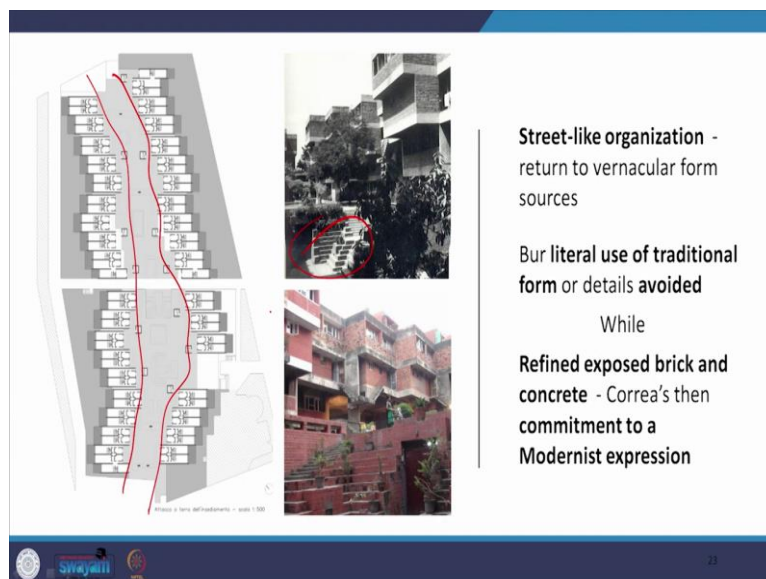 Street-like organization -
return to vernacular form
sources
Bur literal use of traditional
form or details avoided
While
Refined exposed brick and
concrete - Correa's then
commitment to a
Modernist expression
swayam
23